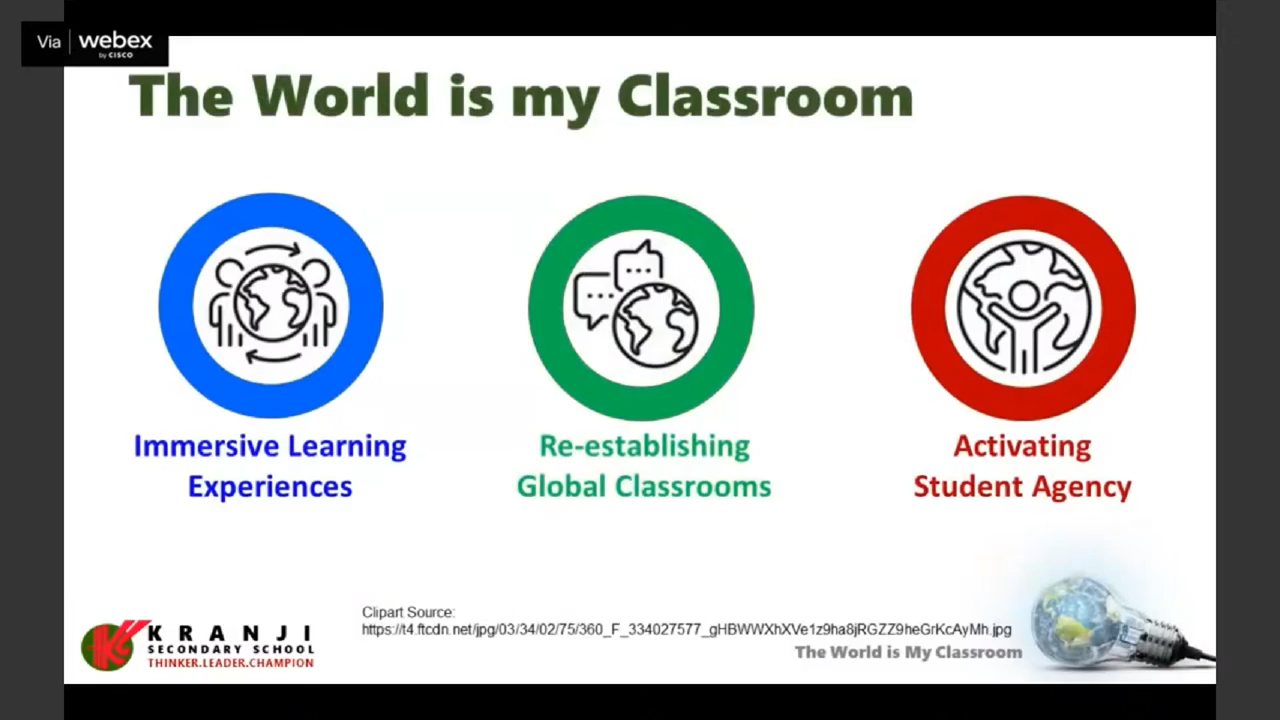 Via webex
by CISCO
The World is my Classroom
Immersive Learning
Experiences
Re-establishing
Global Classrooms
Activating
Student Agency
Clipart Source:
https://t4.ftcdn.net/jpg/03/34/02/75/360_F_334027577_gHBWWXhXVe1z9ha8jRGZZ9heGrKcAyMh.jpg
The World is My Classroom
KRANJI
SECONDARY SCHOOL
THINKER.LEADER.CHAMPION